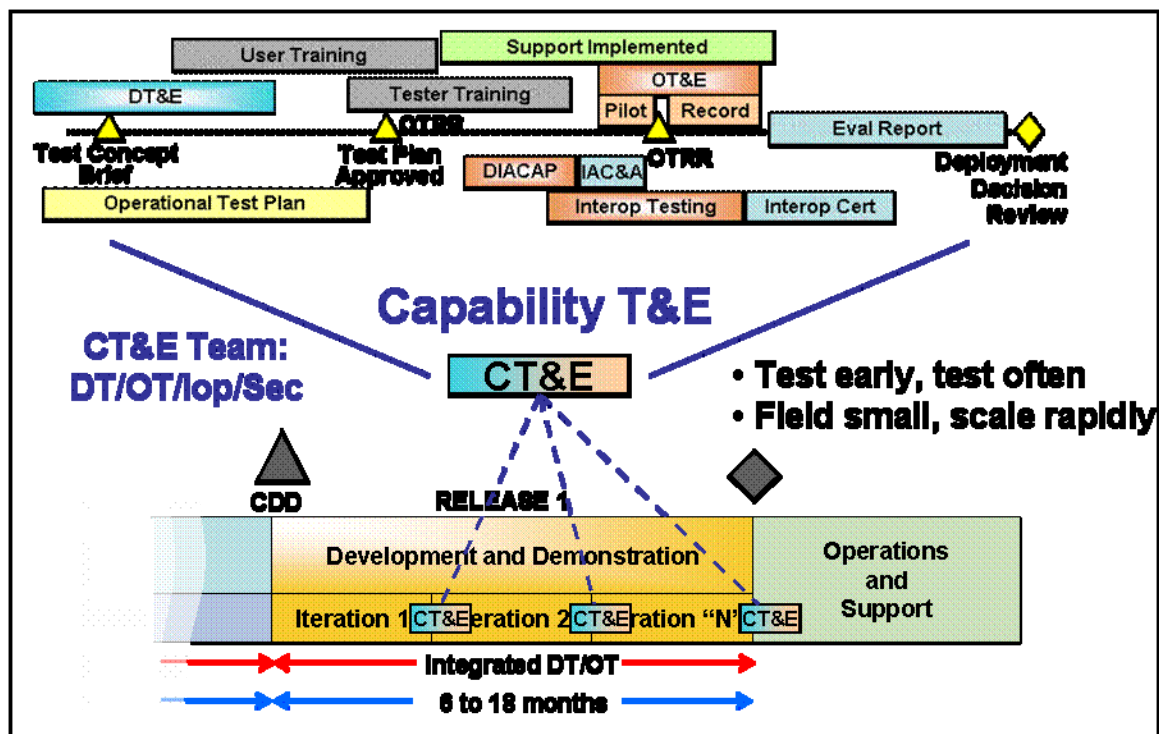 User Training
Support Implemented
DT&E
OT&E
Tester Training
Pilot
Record
OTRR
Eval Report
Test Concept
Brief
Test Plan
Approved
OTRR
Deployment
Decision
Review
DIACAP
IAC&A
Operational Test Plan
Interop Testing
Interop Cert
Capability T&E
CT&E Team:
DT/OT/Iop/Sec
CT&E
• Test early, test often
• Field small, scale rapidly
CDD
RELEASE 1
Development and Demonstration
Operations
and
Support
Iteration 1
CT&E
eration 2
CT&E
ration “N”
CT&E
Integrated DT/OT
6 to 18 months